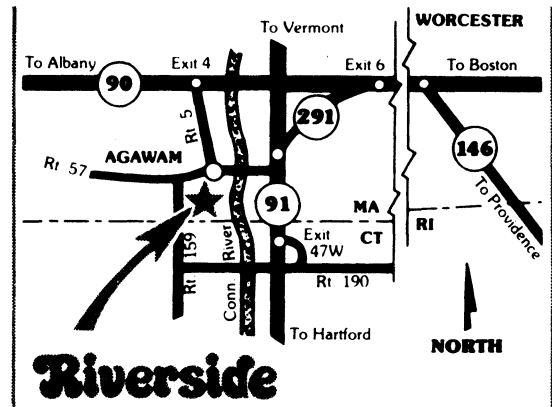 To Vermont
WORCESTER
To Albany
90
Exit 4
Exit 6
To Boston
Rt 5
291
146
AGAWAM
Rt 57
To Providence
91
MA
CT
RI
Exit
47W
Rt 159
Conn. River
Rt 190
To Hartford
NORTH
Riverside